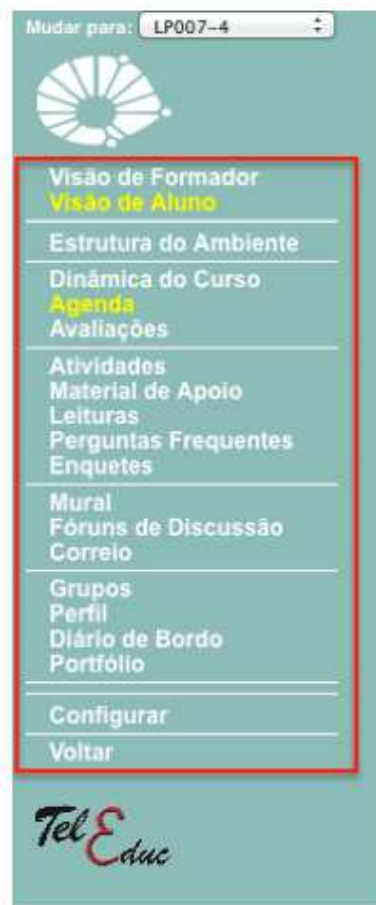 Mudar para: LP007-4
Visão de Formador
Visão de Aluno
Estrutura do Ambiente
Dinâmica do Curso
Agenda
Avaliações
Atividades
Material de Apoio
Leituras
Perguntas Frequentes
Enquetes
Mural
Fóruns de Discussão
Correio
Grupos
Perfil
Diário de Bordo
Portfólio
Configurar
Voltar
TelEduc